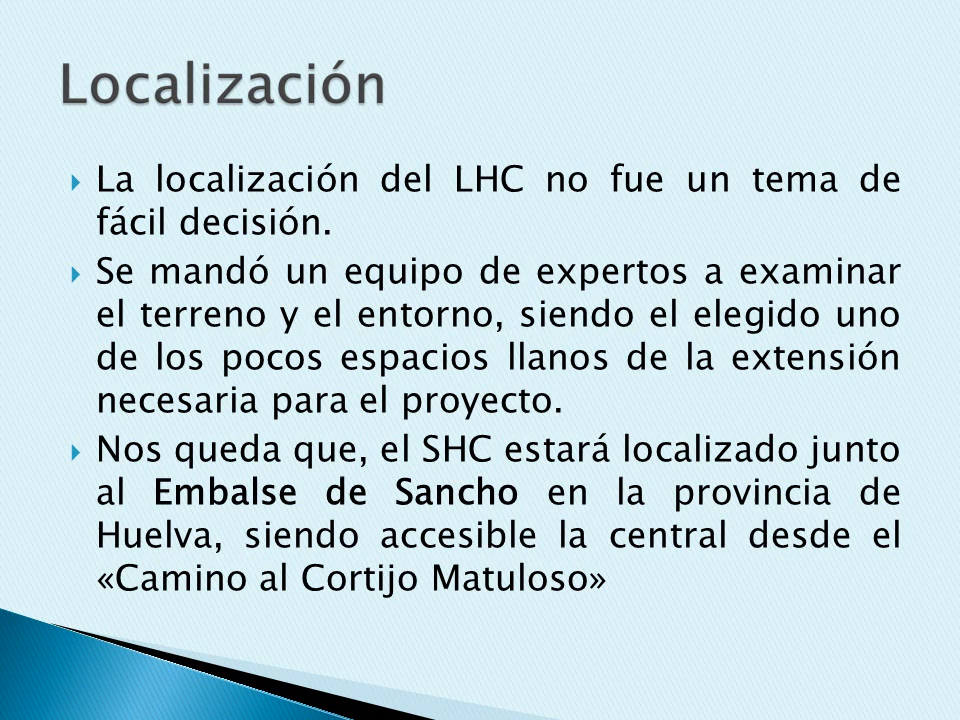 Localización
La localización del LHC no fue un tema de
fácil decisión.
Se mandó un equipo de expertos a examinar
el terreno y el entorno, siendo el elegido uno
de los pocos espacios llanos de la extensión
necesaria para el proyecto.
Nos queda que, el SHC estará localizado junto
al Embalse de Sancho en la provincia de
Huelva, siendo accesible la central desde el
«Camino al Cortijo Matuloso»